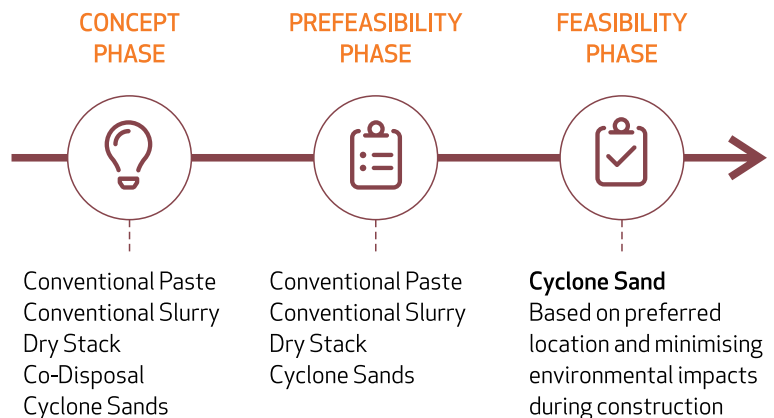 CONCEPT
PHASE
PREFEASIBILITY
PHASE
FEASIBILITY
PHASE
Conventional Paste
Conventional Slurry
Dry Stack
Co-Disposal
Cyclone Sands
Conventional Paste
Conventional Slurry
Dry Stack
Cyclone Sands
Cyclone Sand
Based on preferred
location and minimising
environmental impacts
during construction